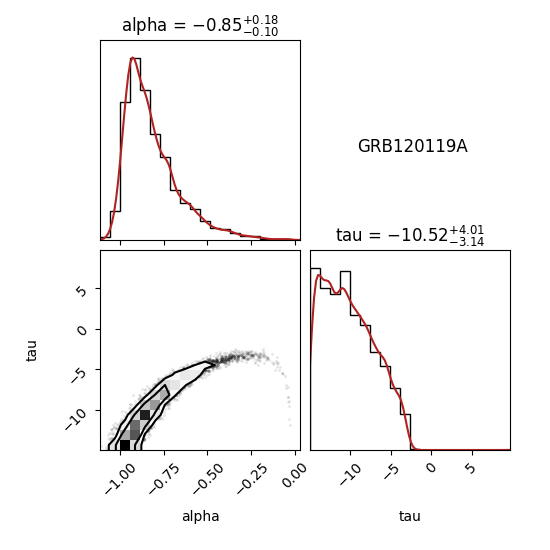 alpha = −0.85 +0.18 −0.10
GRB120119A
tau = −10.52 +4.01 −3.14
5
0
−5
−10
tau
−1.00 −0.75 −0.50 −0.25 0.00
−10 −5 0 5
alpha
tau